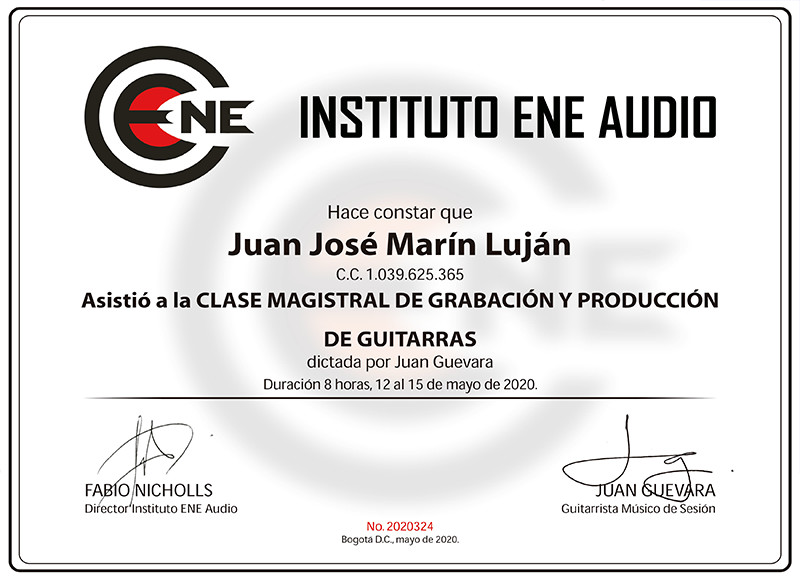 ENE
INSTITUTO ENE AUDIO
Hace constar que
Juan José Marín Luján
C.C. 1.039.625.365
Asistió a la CLASE MAGISTRAL DE GRABACIÓN Y PRODUCCIÓN
DE GUITARRAS
dictada por Juan Guevara
Duración 8 horas, 12 al 15 de mayo de 2020.
FABIO NICHOLLS
Director Instituto ENE Audio
JUAN GUEVARA
Guitarrista Músico de Sesión
No. 2020324
Bogotá D.C., mayo de 2020.